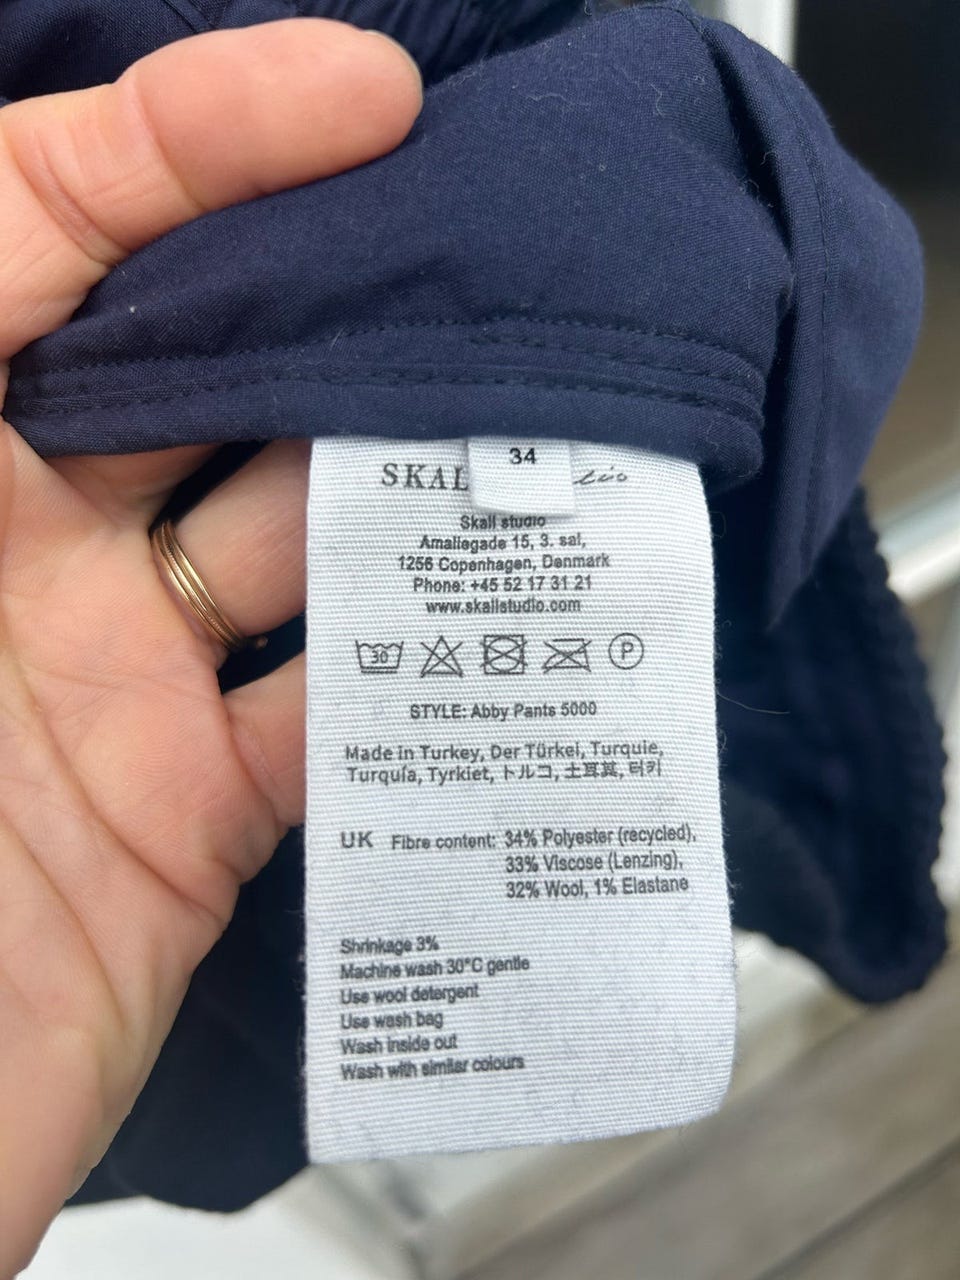 34
SKAL
Skall studio
Amaliegade 15, 3. sal,
1256 Copenhagen, Denmark
Phone: +45 52 17 31 21
www.skallstudio.com
30
P
STYLE: Abby Pants 5000
Made in Turkey, Der Türkei, Turquie,
Turquía, Tyrkiet, トルコ, 土耳其, 터키
UK Fibre content: 34% Polyester (recycled),
33% Viscose (Lenzing),
32% Wool, 1% Elastane
Shrinkage 3%
Machine wash 30°C gentle
Use wool detergent
Use wash bag
Wash inside out
Wash with similar colours